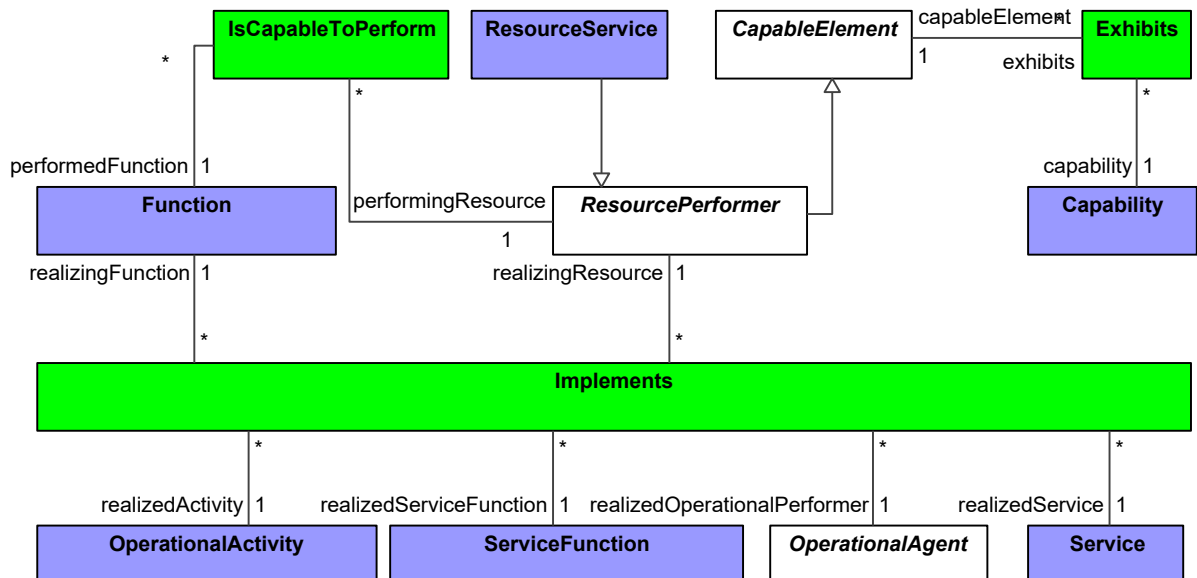 IsCapableToPerform
ResourceService
CapableElement
capableElement
*
Exhibits
*
1
exhibits
*
*
performedFunction
1
capability
1
Function
performingResource
ResourcePerformer
Capability
1
realizingFunction
1
realizingResource
1
*
*
Implements
*
*
*
*
realizedActivity
1
realizedServiceFunction
1
realizedOperationalPerformer
1
realizedService
1
OperationalActivity
ServiceFunction
OperationalAgent
Service